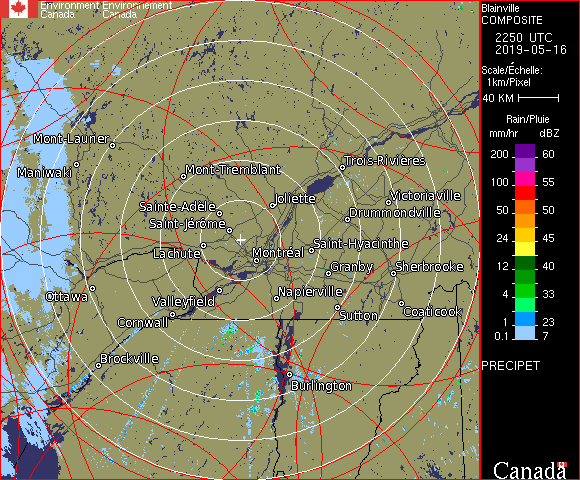 Environment Environnement
Canada Canada
Blainville
COMPOSITE
2250 UTC
2019-05-16
Scale/Échelle:
1km/Pixel
40 KM
Rain/Pluie
mm/hr dBZ
200 60
100 55
50 50
24 45
12 40
4 33
1 23
0.1 7
PRECIPET
Mont-Laurier
Maniwaki
Mont-Tremblant
Trois-Rivières
Joliette
Victoriaville
Sainte-Adèle
Drummondville
Saint-Jérôme
Lachute
Montréal
Saint-Hyacinthe
Granby
Sherbrooke
Ottawa
Valleyfield
Napierville
Cornwall
Sutton
Coaticook
Brockville
Burlington
Canada